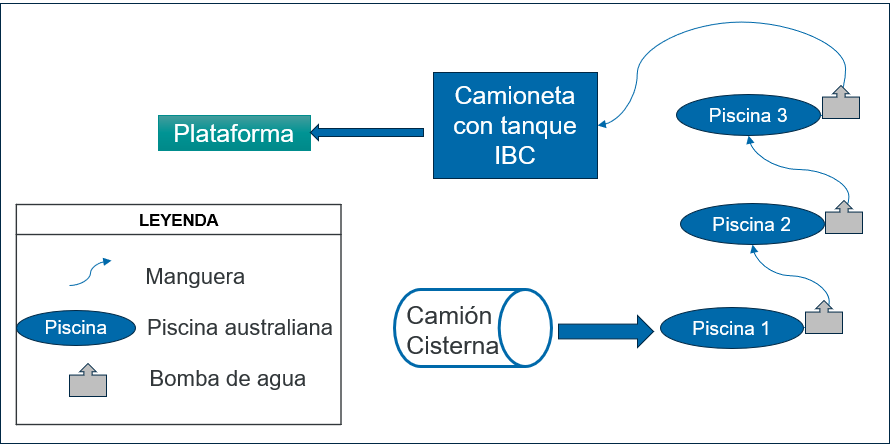 Camioneta
con tanque
IBC
Piscina 3
Plataforma
Piscina 2
LEYENDA
Manguera
Piscina
Piscina australiana
Bomba de agua
Camión
Cisterna
Piscina 1